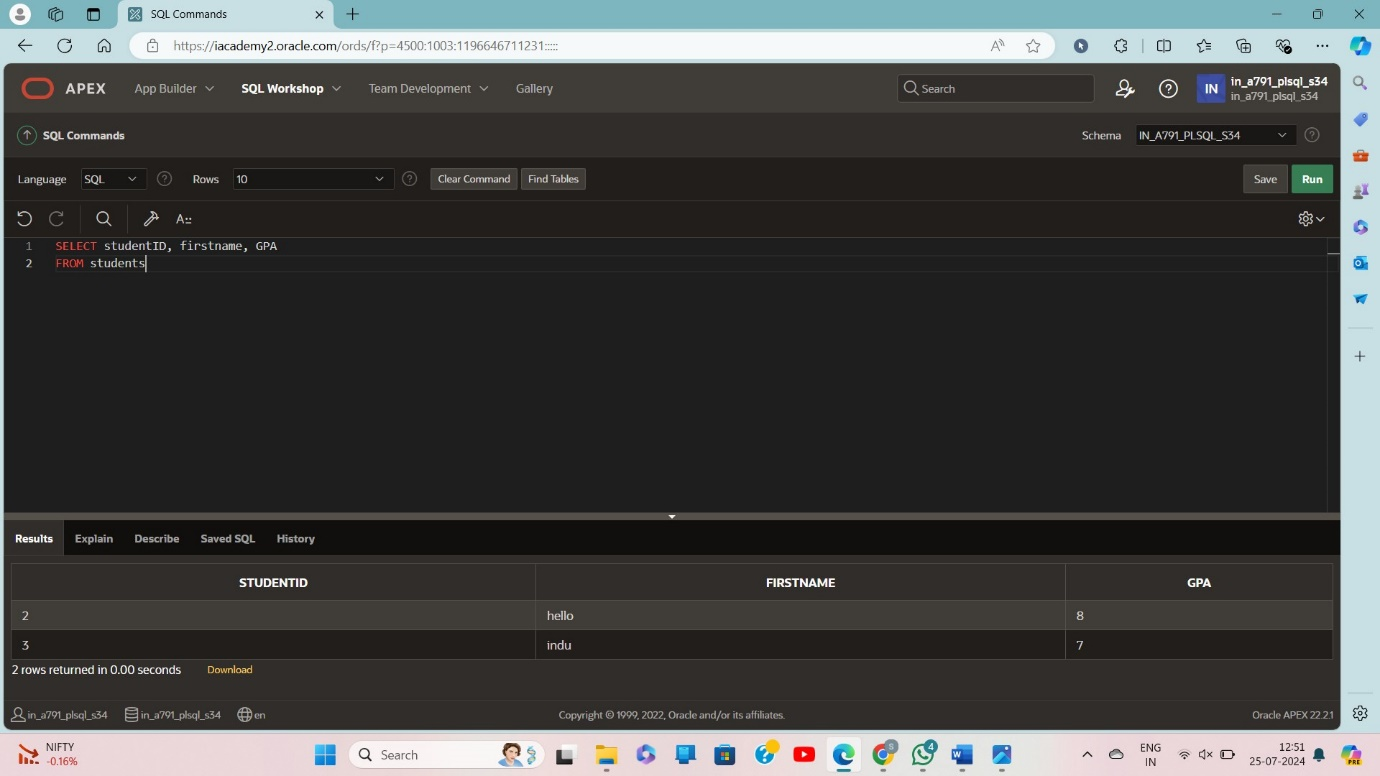 SQL Commands
https://iacademy2.oracle.com/ords/f?p=4500:1003:1196646711231:::::
APEX App Builder SQL Workshop Team Development Gallery Search IN in_a791_plsql_s34
in_a791_plsql_s34
SQL Commands Schema IN_A791_PLSQL_S34
Language SQL Rows 10 Clear Command Find Tables Save Run
1 SELECT studentID, firstname, GPA
2 FROM students
Results Explain Describe Saved SQL History
STUDENTID FIRSTNAME GPA
2 hello 8
3 indu 7
2 rows returned in 0.00 seconds Download
in_a791_plsql_s34 in_a791_plsql_s34 en Copyright © 1999, 2022, Oracle and/or its affiliates. Oracle APEX 22.2.1
NIFTY
-0.16%
Search
4
ENG
IN
12:51
25-07-2024
PRE